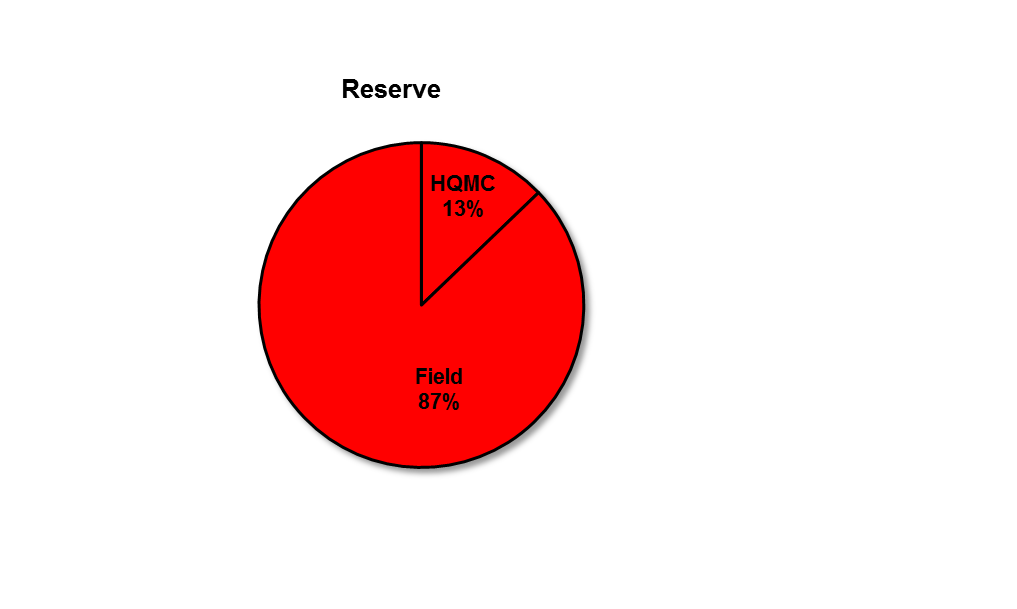 Reserve
HQMC
13%
Field
87%